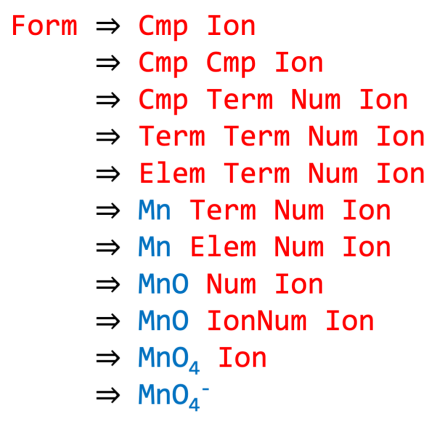 Form ⇒ Cmp Ion
⇒ Cmp Cmp Ion
⇒ Cmp Term Num Ion
⇒ Term Term Num Ion
⇒ Elem Term Num Ion
⇒ Mn Term Num Ion
⇒ Mn Elem Num Ion
⇒ MnO Num Ion
⇒ MnO IonNum Ion
⇒ MnO₄ Ion
⇒ MnO₄⁻